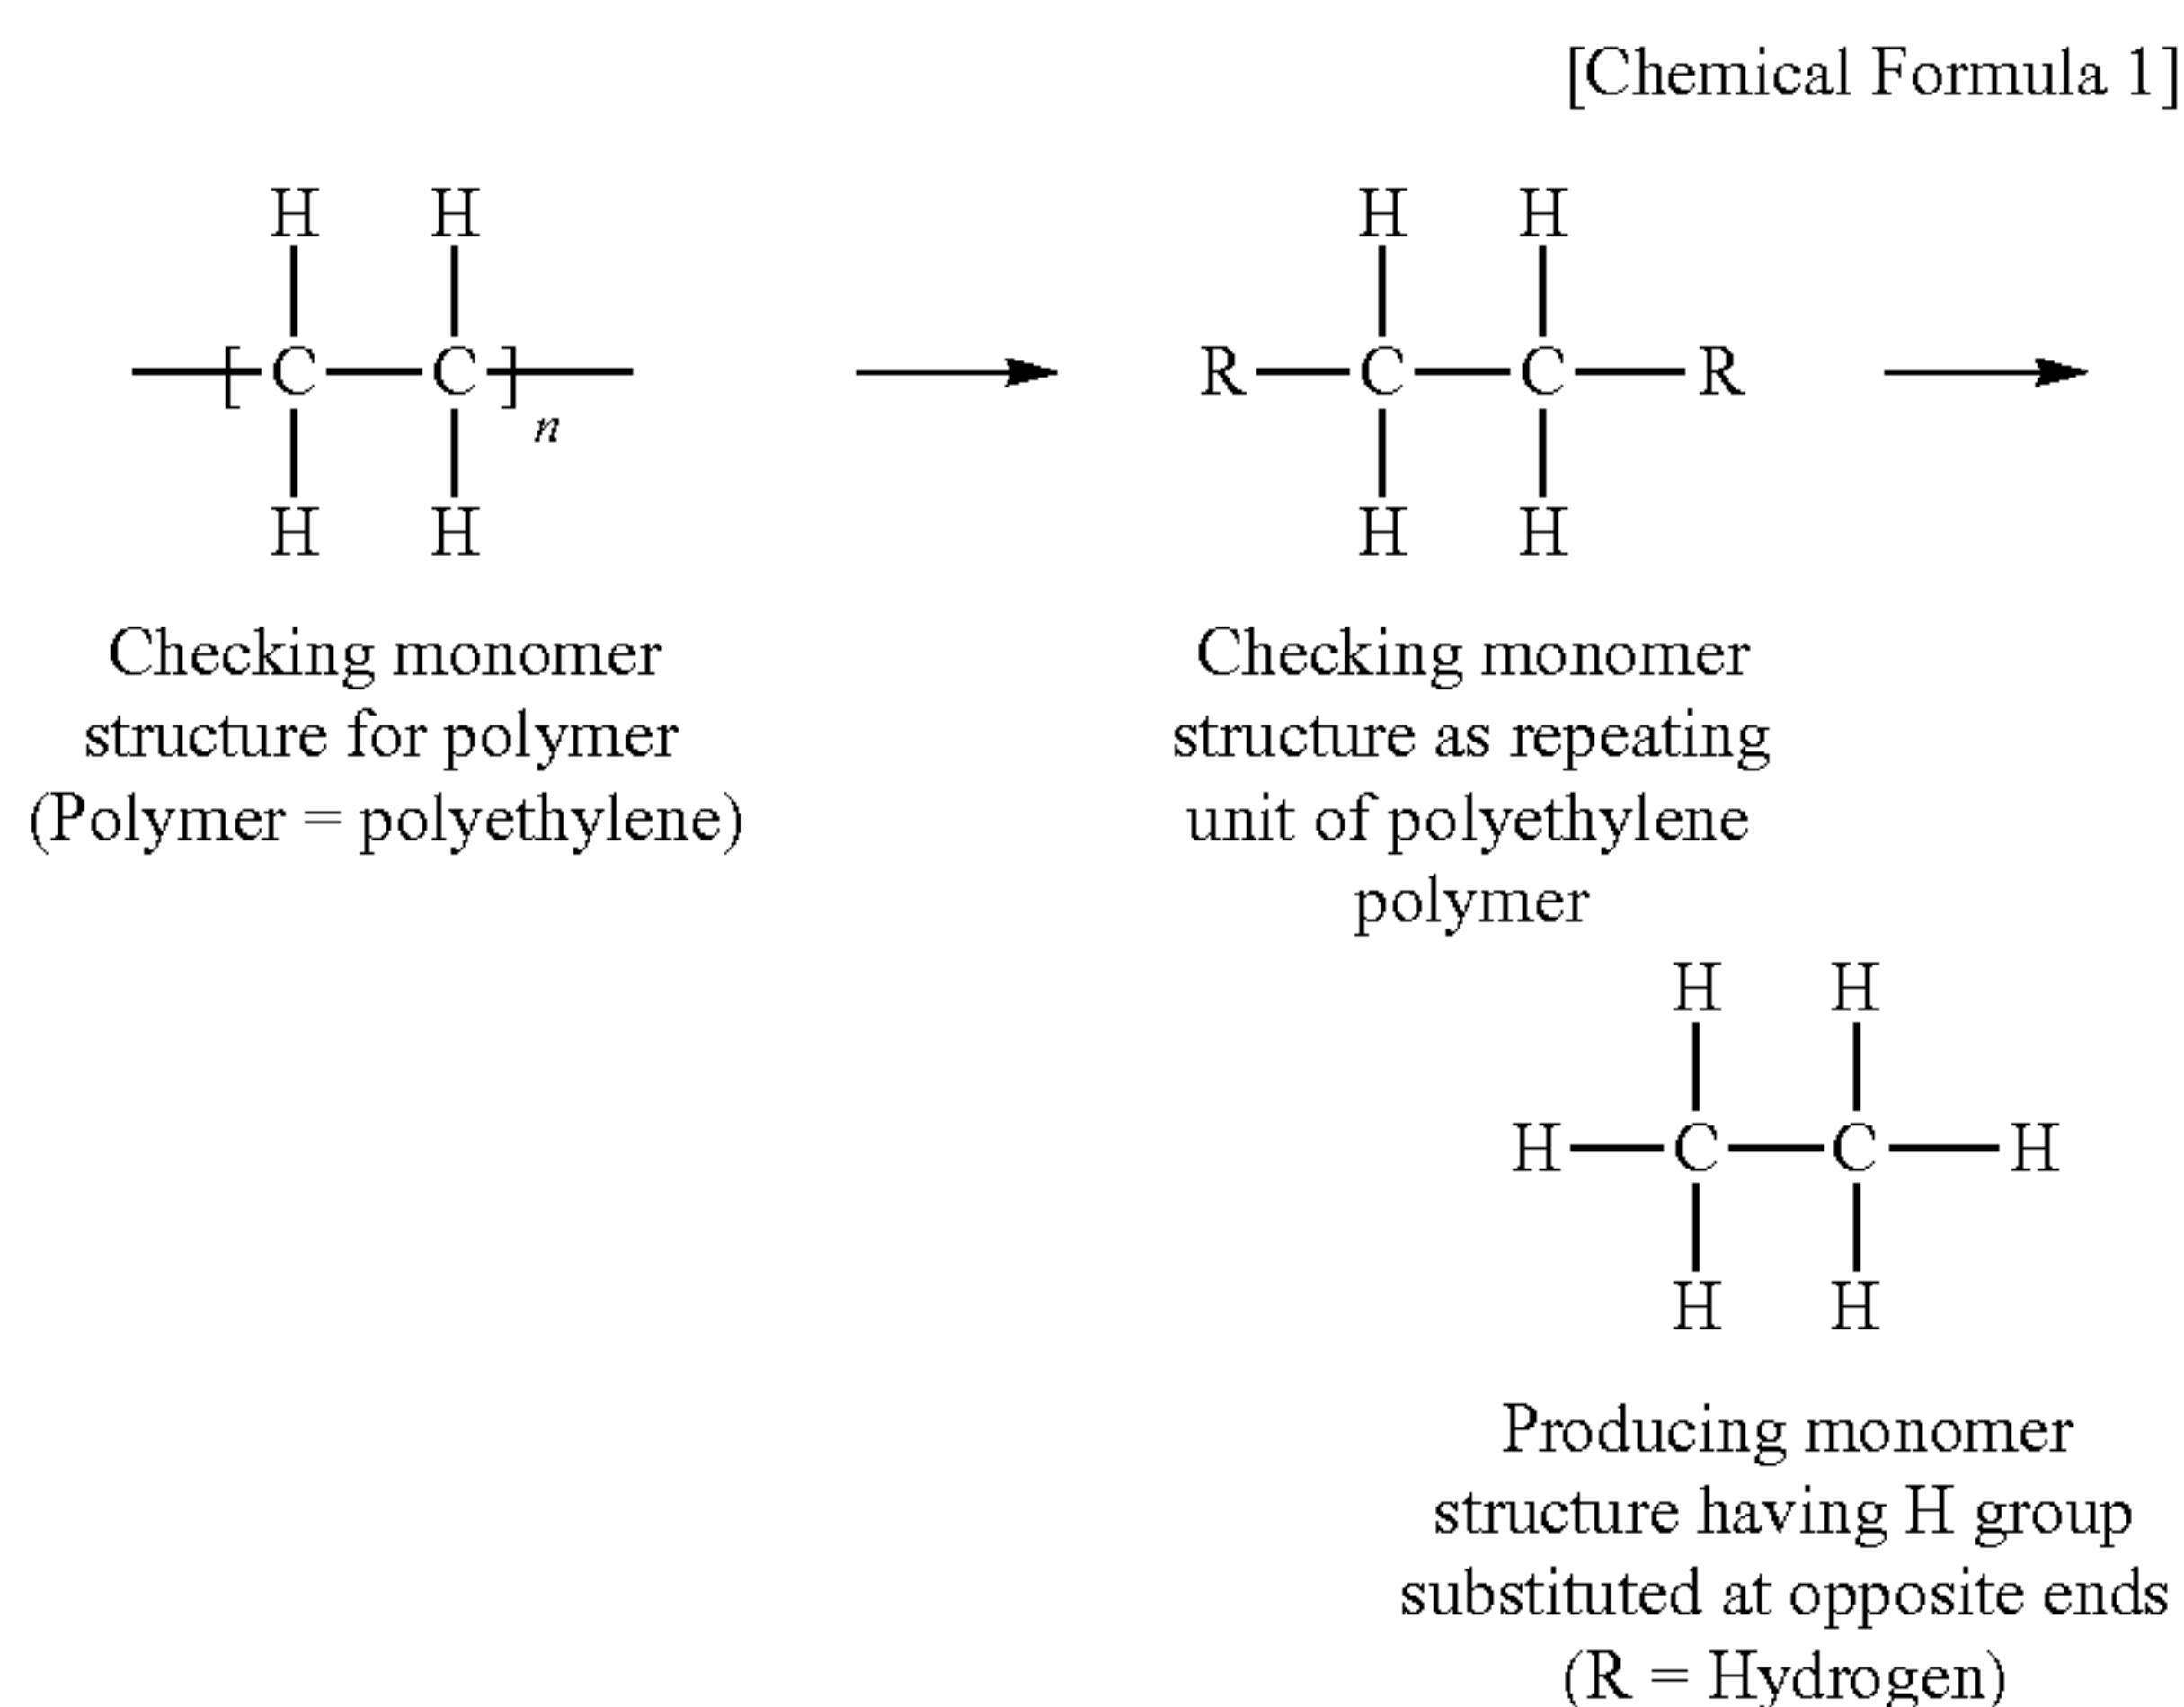 [Chemical Formula 1]
H H
[C C]n
H H
Checking monomer
structure for polymer
(Polymer = polyethylene)
H H
R C C R
H H
Checking monomer
structure as repeating
unit of polyethylene
polymer
H H
H C C H
H H
Producing monomer
structure having H group
substituted at opposite ends
(R = Hydrogen)